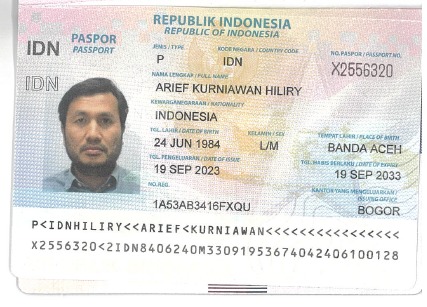 REPUBLIK INDONESIA
REPUBLIC OF INDONESIA
IDN PASPOR
PASSPORT
IDN
JENIS / TYPE KODE NEGARA / COUNTRY CODE NO. PASPOR / PASSPORT NO.
P IDN X2556320
NAMA LENGKAP / FULL NAME
ARIEF KURNIAWAN HILIRY
KEWARGANEGARAAN / NATIONALITY
INDONESIA
TGL. LAHIR / DATE OF BIRTH KELAMIN / SEX TEMPAT LAHIR / PLACE OF BIRTH
24 JUN 1984 L/M BANDA ACEH
TGL. PENGELUARAN / DATE OF ISSUE TGL. HABIS BERLAKU / DATE OF EXPIRY
19 SEP 2023 19 SEP 2033
NO. REG. KANTOR YANG MENGELUARKAN /
ISSUING OFFICE
1A53AB3416FXQU BOGOR
P<IDNHILIRY<<ARIEF<KURNIAWAN<<<<<<<<<<<<<<<<
X2556320<2IDN8406240M33091953674042406100128